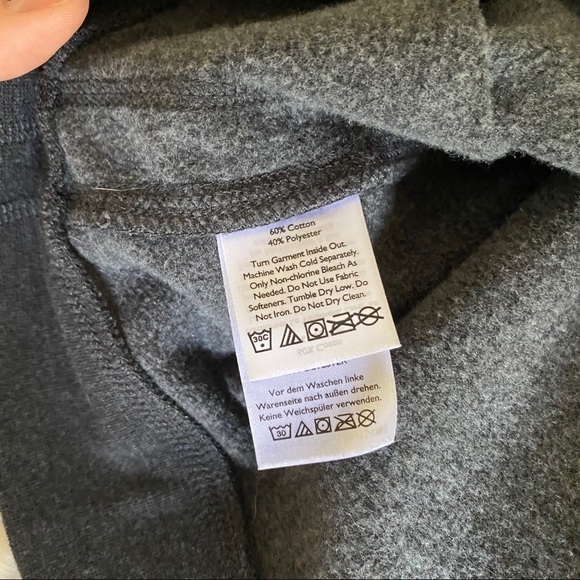 60% Cotton
40% Polyester
Turn Garment Inside Out.
Machine Wash Cold Separately.
Only Non-chlorine Bleach As
Needed. Do Not Use Fabric
Softeners. Tumble Dry Low. Do
Not Iron. Do Not Dry Clean.
30C
Vor dem Waschen linke
Warenseite nach außen drehen.
Keine Weichspüler verwenden.
30